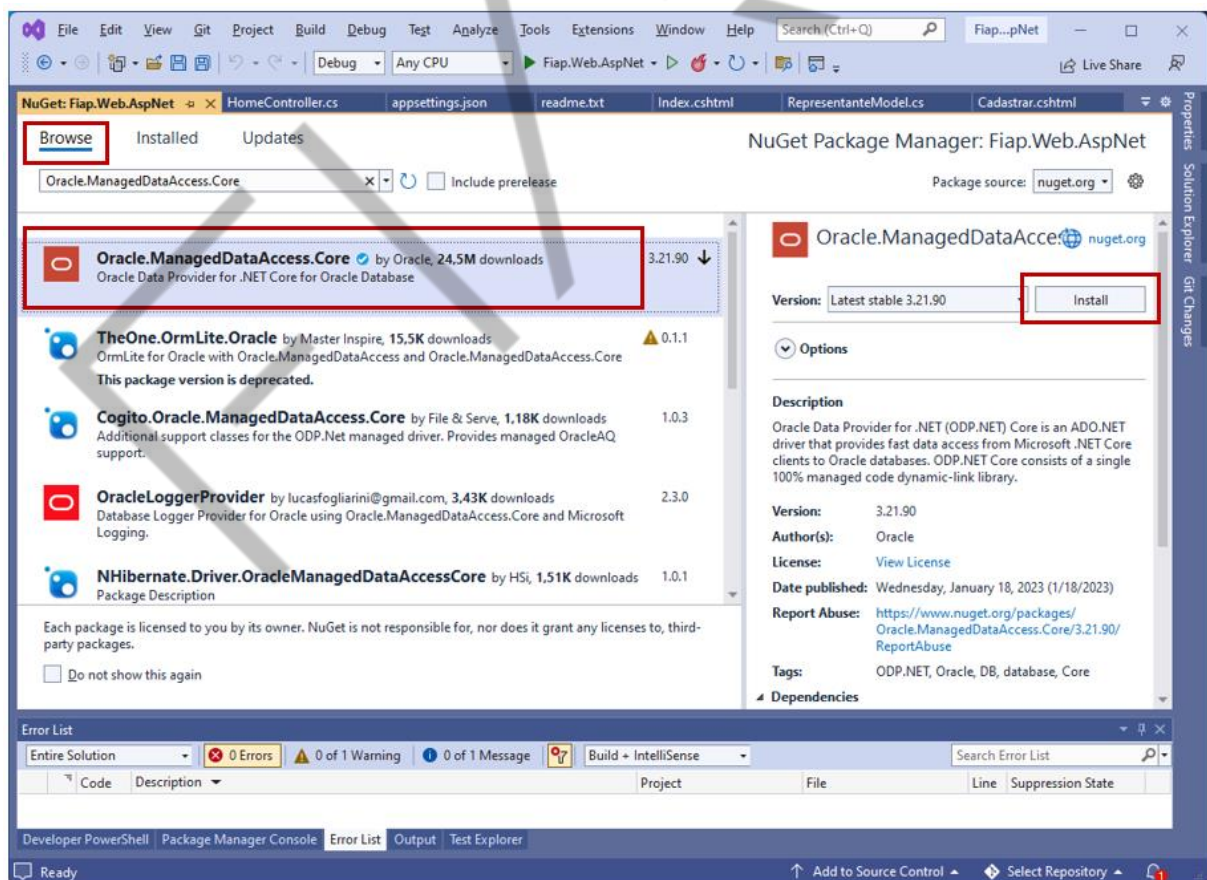 File Edit View Git Project Build Debug Test Analyze Tools Extensions Window Help Search (Ctrl+Q) Fiap...pNet
Debug Any CPU Fiap.Web.AspNet Live Share
NuGet: Fiap.Web.AspNet HomeController.cs appsettings.json readme.txt Index.cshtml RepresentanteModel.cs Cadastrar.cshtml
Properties
Solution Explorer
Git Changes
Browse Installed Updates
NuGet Package Manager: Fiap.Web.AspNet
Oracle.ManagedDataAccess.Core Include prerelease
Package source: nuget.org
Oracle.ManagedDataAccess.Core by Oracle, 24,5M downloads 3.21.90
Oracle Data Provider for .NET Core for Oracle Database
TheOne.OrmLite.Oracle by Master Inspire, 15,5K downloads 0.1.1
OrmLite for Oracle with Oracle.ManagedDataAccess and Oracle.ManagedDataAccess.Core
This package version is deprecated.
Cogito.Oracle.ManagedDataAccess.Core by File & Serve, 1,18K downloads 1.0.3
Additional support classes for the ODP.Net managed driver. Provides managed OracleAQ
support.
OracleLoggerProvider by lucasfogliarini@gmail.com, 3,43K downloads 2.3.0
Database Logger Provider for Oracle using Oracle.ManagedDataAccess.Core and Microsoft
Logging.
NHibernate.Driver.OracleManagedDataAccessCore by HSi, 1,51K downloads 1.0.1
Package Description
Each package is licensed to you by its owner. NuGet is not responsible for, nor does it grant any licenses to, third-
party packages.
Do not show this again
Oracle.ManagedDataAcce nuget.org
Version: Latest stable 3.21.90 Install
Options
Description
Oracle Data Provider for .NET (ODP.NET) Core is an ADO.NET
driver that provides fast data access from Microsoft .NET Core
clients to Oracle databases. ODP.NET Core consists of a single
100% managed code dynamic-link library.
Version: 3.21.90
Author(s): Oracle
License: View License
Date published: Wednesday, January 18, 2023 (1/18/2023)
Report Abuse: https://www.nuget.org/packages/
Oracle.ManagedDataAccess.Core/3.21.90/
ReportAbuse
Tags: ODP.NET, Oracle, DB, database, Core
Dependencies
Error List
Entire Solution 0 Errors 0 of 1 Warning 0 of 1 Message Build + IntelliSense Search Error List
Code Description Project File Line Suppression State
Developer PowerShell Package Manager Console Error List Output Test Explorer
Ready Add to Source Control Select Repository 1